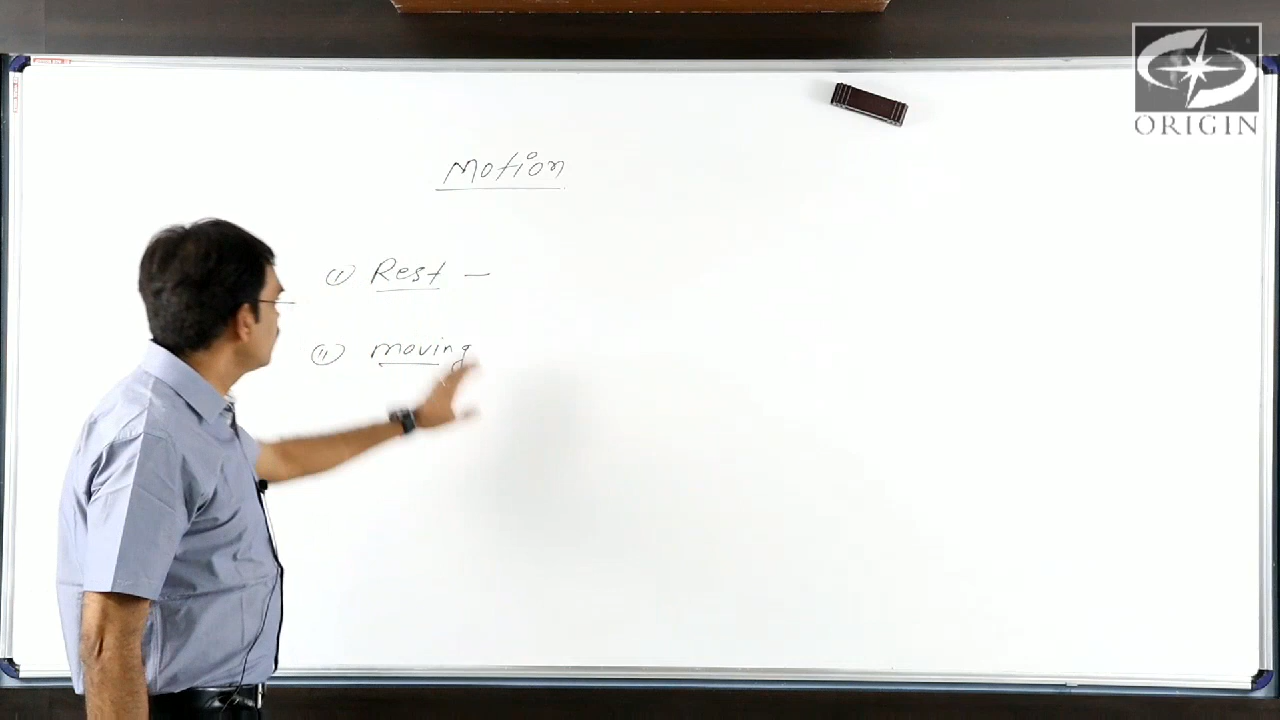 ORIGIN
Motion
(i) Rest —
(ii) moving